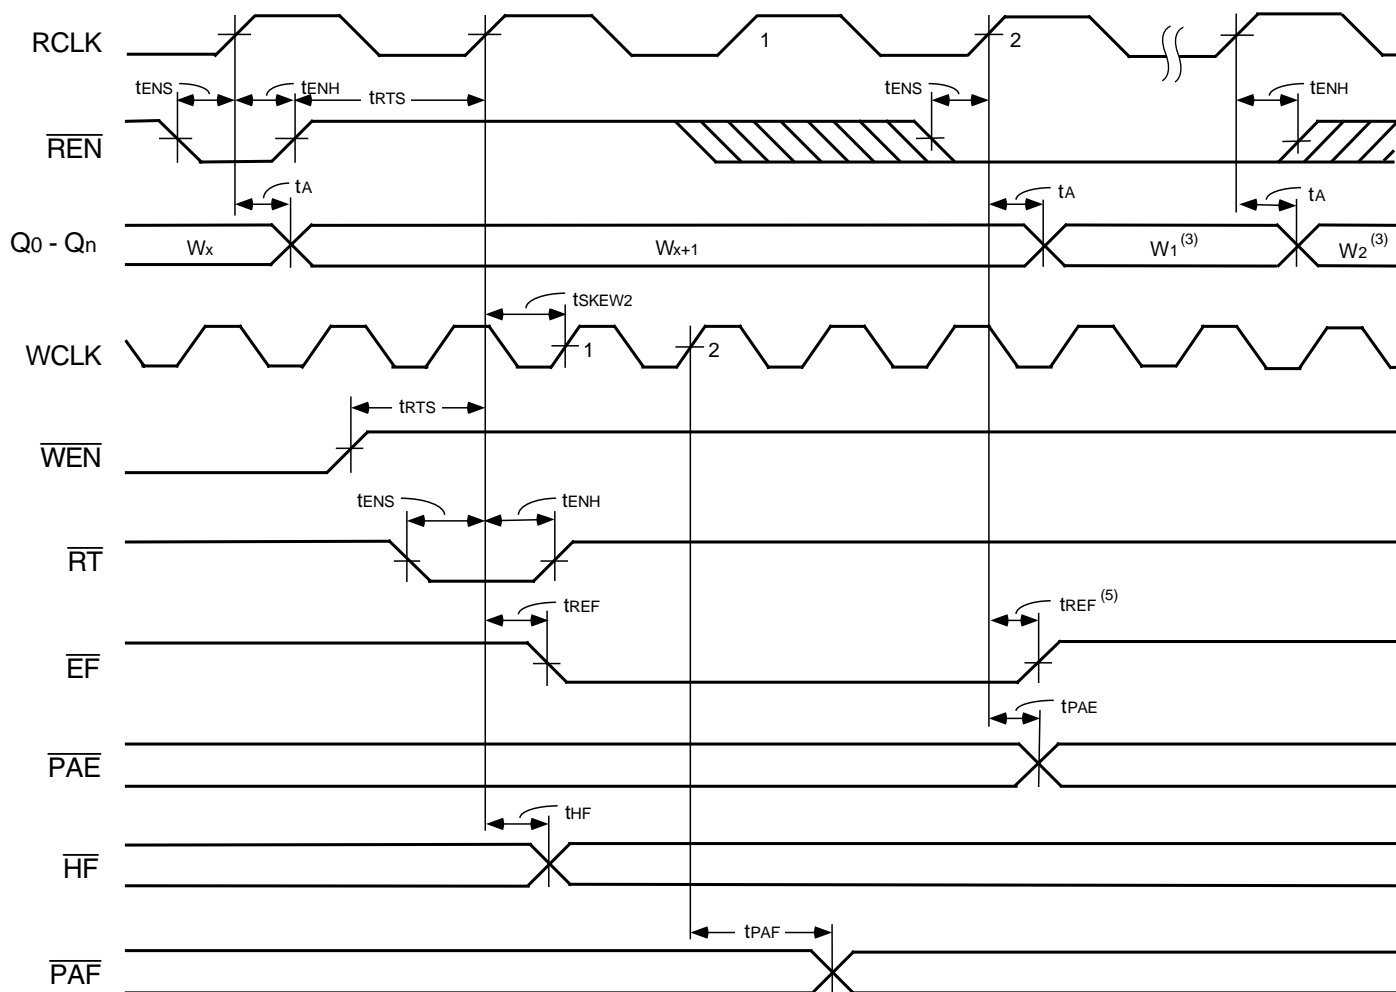 RCLK
1
2
tENS
tENH
tRTS
tENS
tENH
REN
tA
tA
tA
Q0 - Qn
Wx
Wx+1
W1(3)
W2(3)
tSKEW2
WCLK
1
2
tRTS
WEN
tENS
tENH
RT
tREF
tREF(5)
EF
tPAE
PAE
tHF
HF
tPAF
PAF